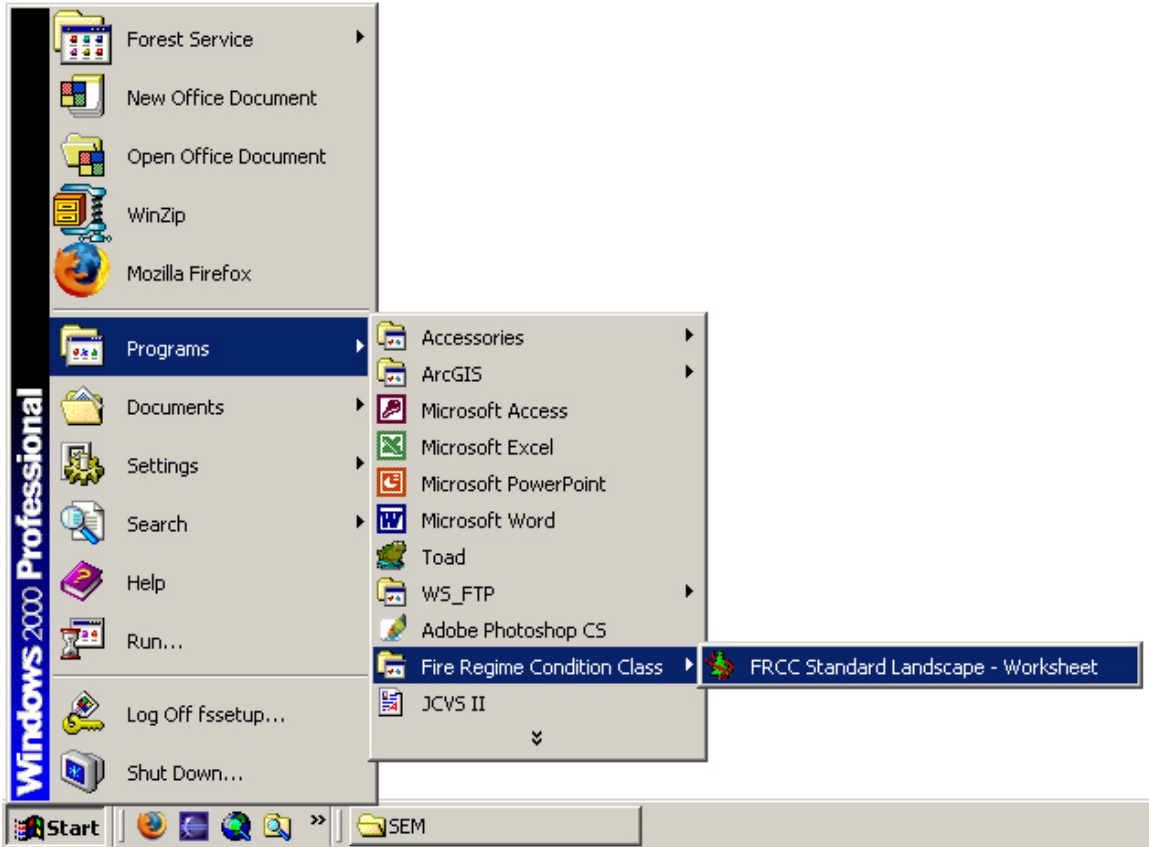 Windows 2000 Professional
Forest Service
New Office Document
Open Office Document
WinZip
Mozilla Firefox
Programs
Documents
Settings
Search
Help
Run...
Log Off fssetup...
Shut Down...
Accessories
ArcGIS
Microsoft Access
Microsoft Excel
Microsoft PowerPoint
Microsoft Word
Toad
WS_FTP
Adobe Photoshop CS
Fire Regime Condition Class
JCVS II
FRCC Standard Landscape - Worksheet
Start
SEM